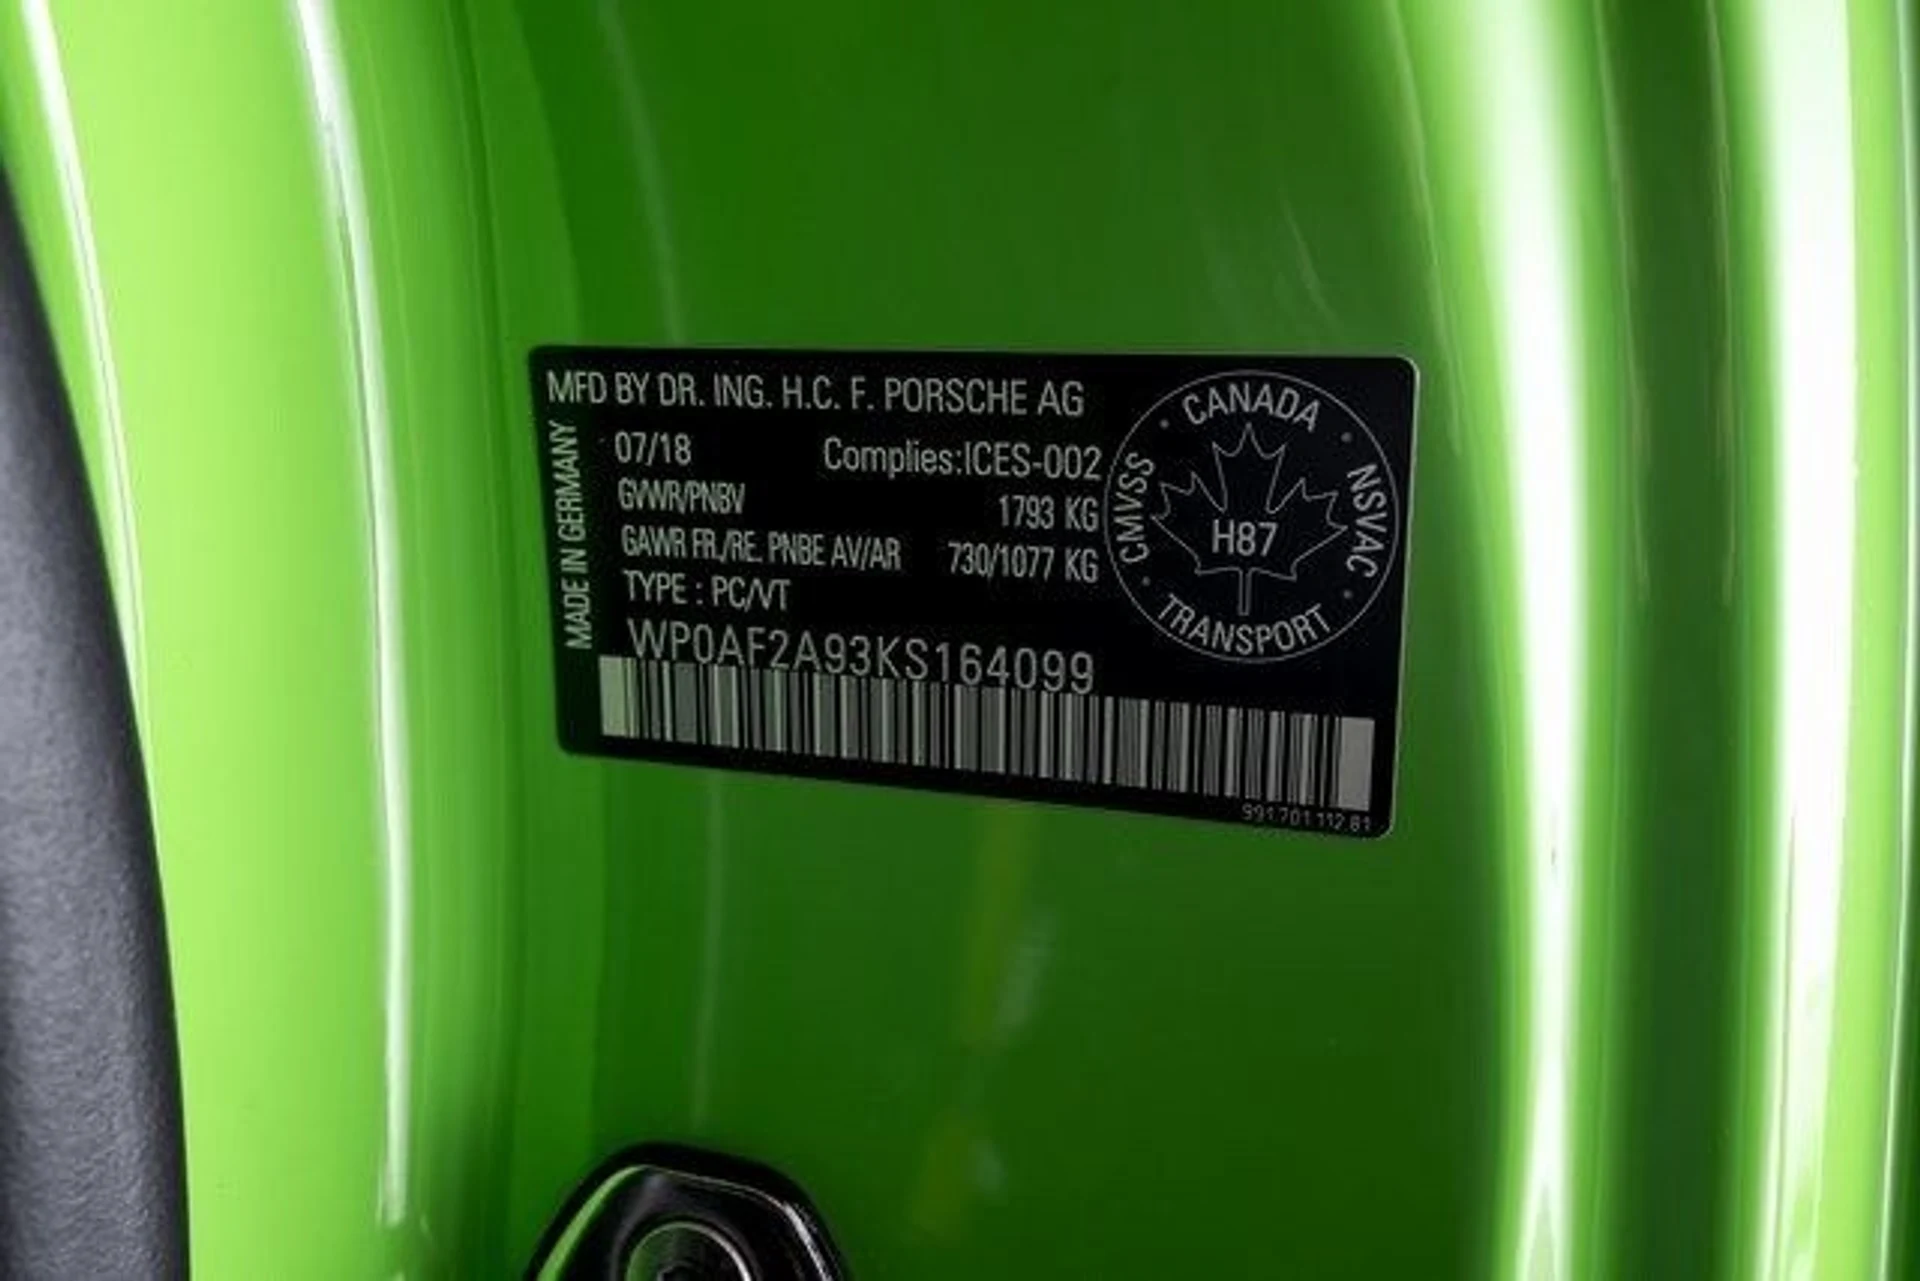 MFD BY DR. ING. H.C. F. PORSCHE AG
MADE IN GERMANY
07/18 Complies:ICES-002
GVWR/PNBV 1793 KG
GAWR FR./RE. PNBE AV/AR 730/1077 KG
TYPE : PC/VT
WP0AF2A93KS164099
CANADA
CMVSS
NSVAC
H87
TRANSPORT
991.701.112.81